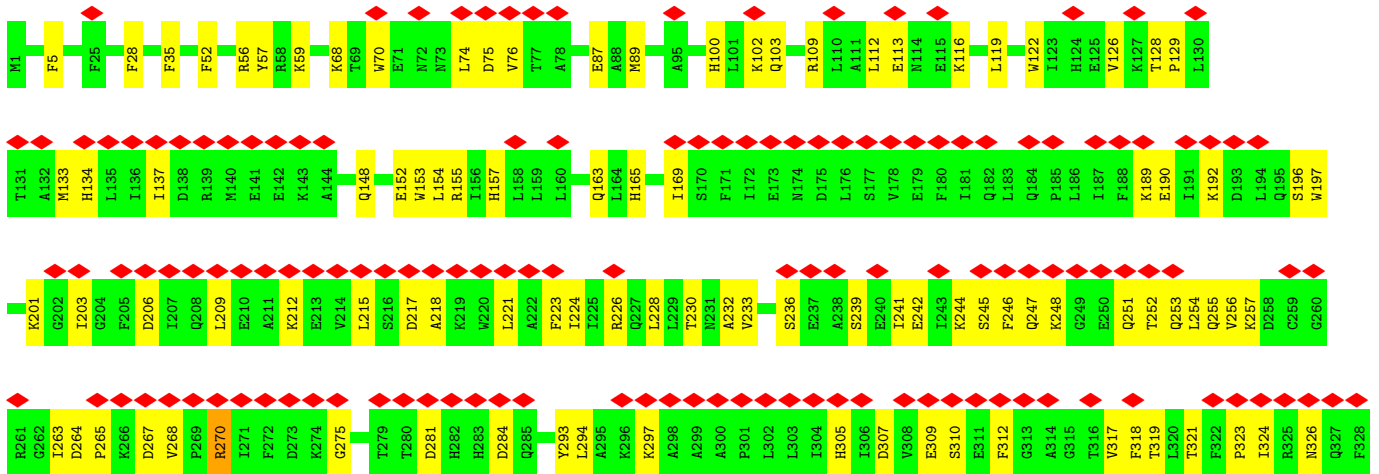 M1 F5 F25 F28 F35 F52 R56 Y57 R58 K59 K68 T69 W70 E71 N72 N73 L74 D75 V76 T77 A78 E87 A88 M89 A95 H100 L101 K102 Q103 R109 L110 A111 L112 E113 N114 E115 K116 L119 W122 I123 H124 E125 V126 K127 T128 P129 L130
T131 A132 M133 H134 L135 I136 I137 D138 R139 M140 E141 E142 K143 A144 Q148 E152 W153 L154 R155 I156 H157 L158 L159 L160 Q163 L164 H165 I169 S170 F171 I172 E173 N174 D175 L176 S177 V178 E179 F180 I181 Q182 L183 Q184 P185 L186 I187 F188 K189 E190 I191 K192 D193 L194 Q195 S196 W197
K201 G202 I203 G204 F205 D206 I207 Q208 L209 E210 A211 K212 E213 V214 L215 S216 D217 A218 K219 W220 L221 A222 F223 I224 I225 R226 Q227 L228 L229 T230 N231 A232 V233 S236 E237 A238 S239 E240 I241 E242 I243 K244 S245 F246 Q247 K248 G249 E250 Q251 T252 Q253 L254 Q255 V256 K257 D258 C259 G260
R261 G262 I263 D264 P265 K266 D267 V268 P269 R270 I271 F272 D273 K274 G275 T279 T280 D281 H282 H283 D284 Q285 Y293 L294 A295 K296 K297 A298 A299 A300 P301 L302 L303 I304 H305 I306 D307 V308 E309 S310 E311 F312 G313 A314 G315 T316 V317 F318 T319 L320 T321 F322 P323 I324 R325 N326 Q327 F328